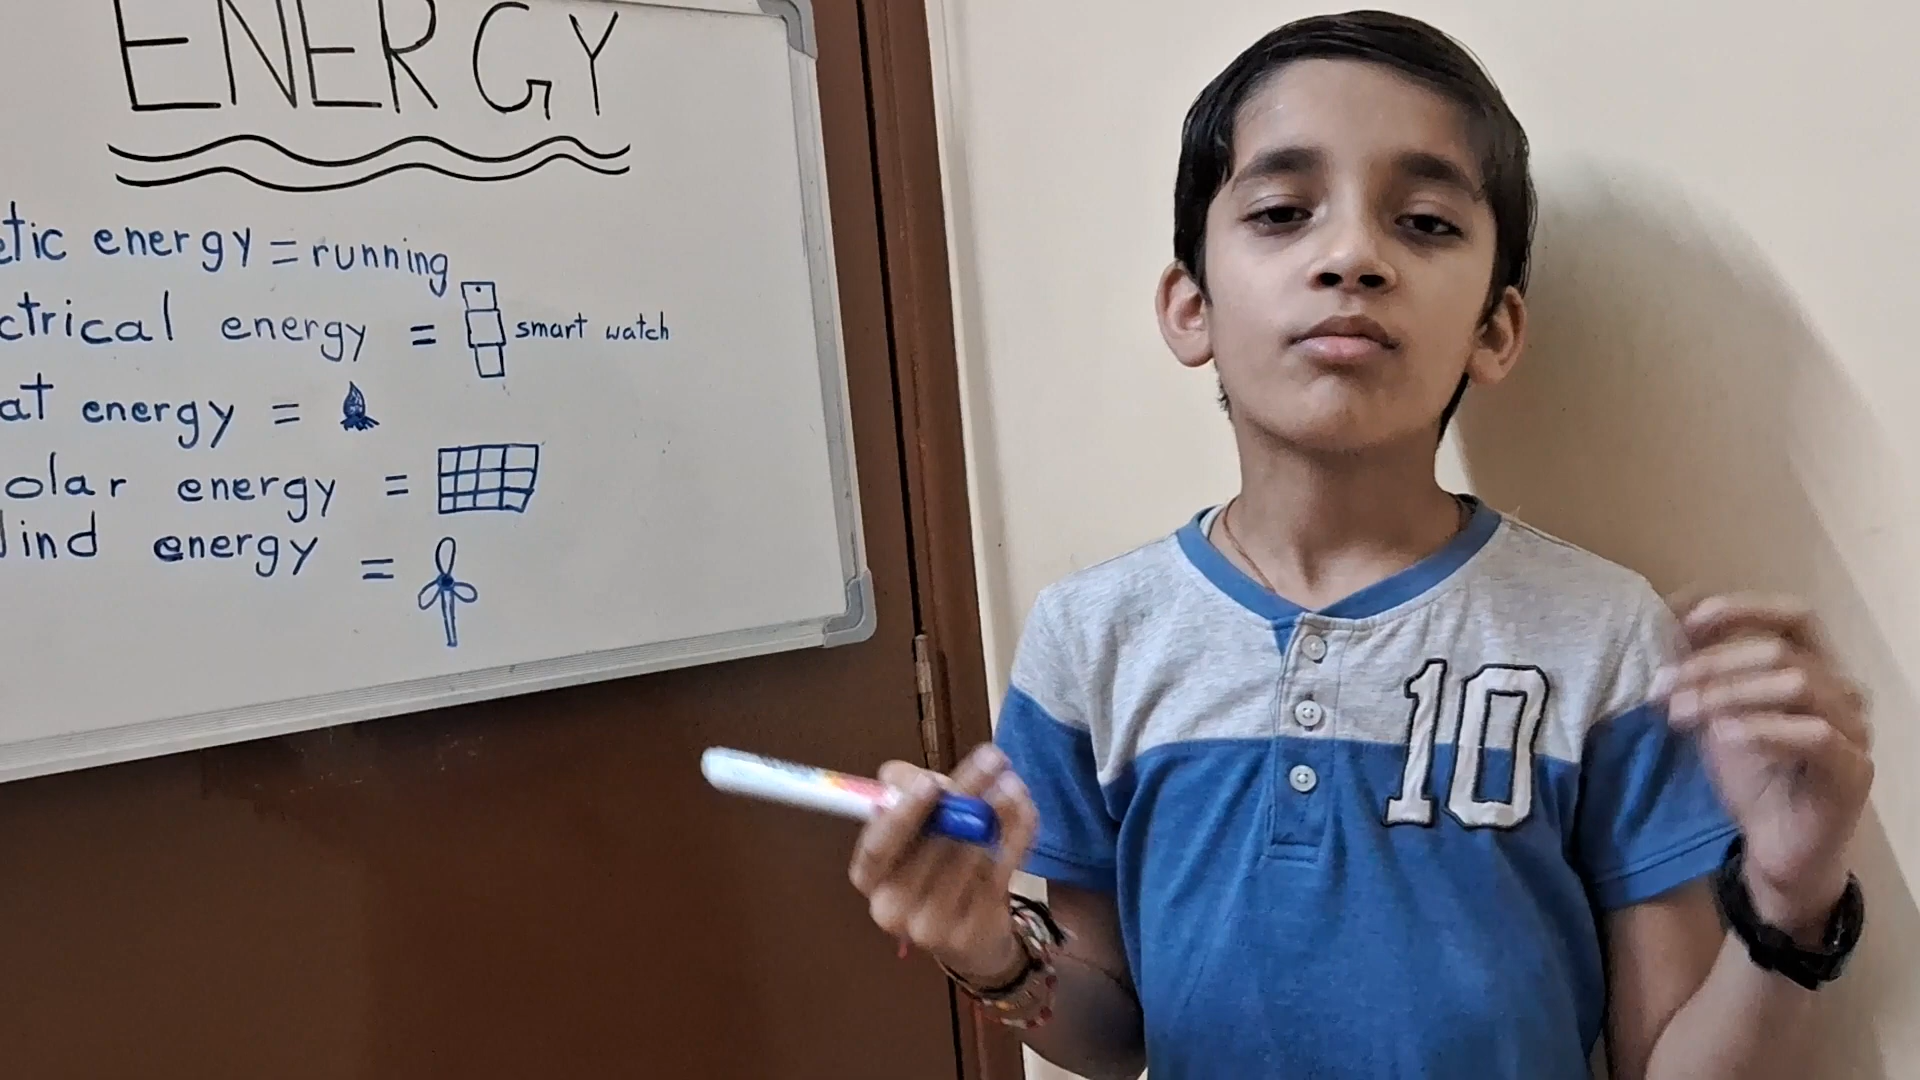 ENERGY
etic energy = running
ctrical energy = smart watch
at energy =
olar energy =
ind energy =
10